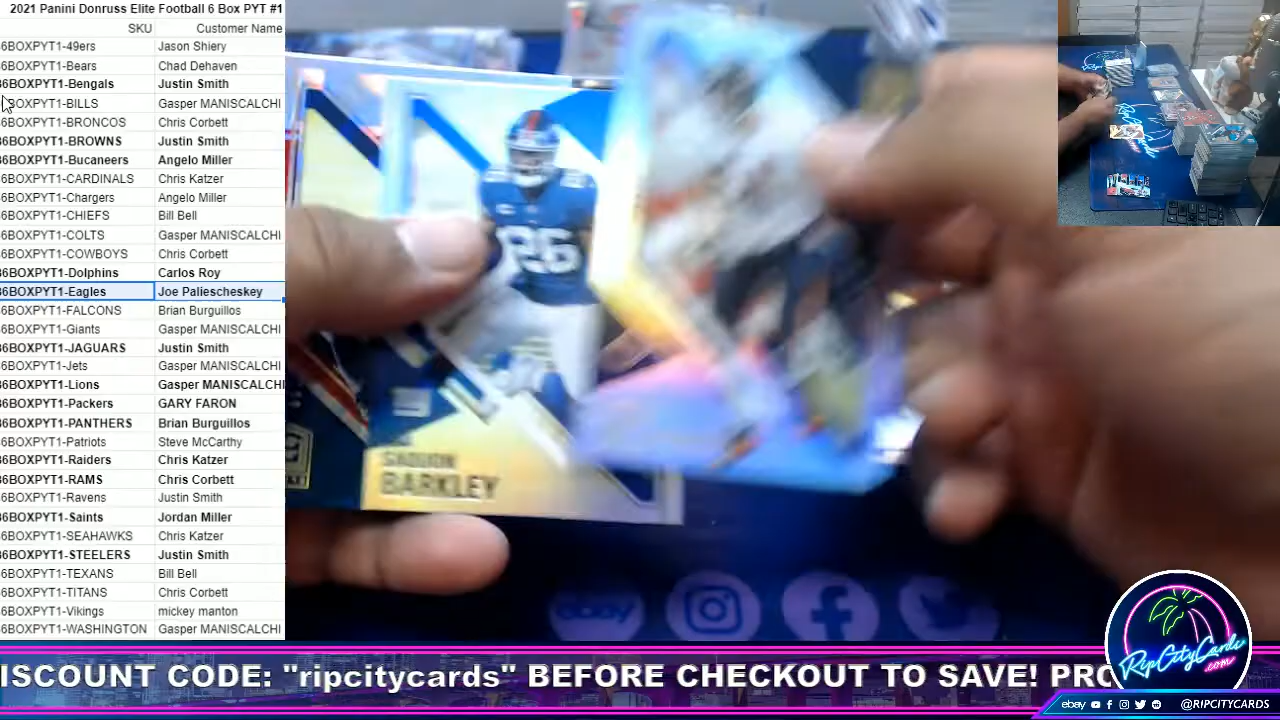 2021 Panini Donruss Elite Football 6 Box PYT #1
SKU Customer Name
6BOXPYT1-49ers Jason Shiery
6BOXPYT1-Bears Chad Dehaven
6BOXPYT1-Bengals Justin Smith
BOXPYT1-BILLS Gasper MANISCALCHI
6BOXPYT1-BRONCOS Chris Corbett
6BOXPYT1-BROWNS Justin Smith
6BOXPYT1-Bucaneers Angelo Miller
6BOXPYT1-CARDINALS Chris Katzer
6BOXPYT1-Chargers Angelo Miller
6BOXPYT1-CHIEFS Bill Bell
6BOXPYT1-COLTS Gasper MANISCALCHI
6BOXPYT1-COWBOYS Chris Corbett
6BOXPYT1-Dolphins Carlos Roy
6BOXPYT1-Eagles Joe Paliescheskey
6BOXPYT1-FALCONS Brian Burguillos
6BOXPYT1-Giants Gasper MANISCALCHI
6BOXPYT1-JAGUARS Justin Smith
6BOXPYT1-Jets Gasper MANISCALCHI
6BOXPYT1-Lions Gasper MANISCALCHI
6BOXPYT1-Packers GARY FARON
6BOXPYT1-PANTHERS Brian Burguillos
6BOXPYT1-Patriots Steve McCarthy
6BOXPYT1-Raiders Chris Katzer
6BOXPYT1-RAMS Chris Corbett
6BOXPYT1-Ravens Justin Smith
6BOXPYT1-Saints Jordan Miller
6BOXPYT1-SEAHAWKS Chris Katzer
6BOXPYT1-STEELERS Justin Smith
6BOXPYT1-TEXANS Bill Bell
6BOXPYT1-TITANS Chris Corbett
6BOXPYT1-Vikings mickey manton
6BOXPYT1-WASHINGTON Gasper MANISCALCHI
26
SAQUON
BARKLEY
ebay
ISCOUNT CODE: "ripcitycards" BEFORE CHECKOUT TO SAVE! PRO
RipCityCards
.com
ebay @RIPCITYCARDS